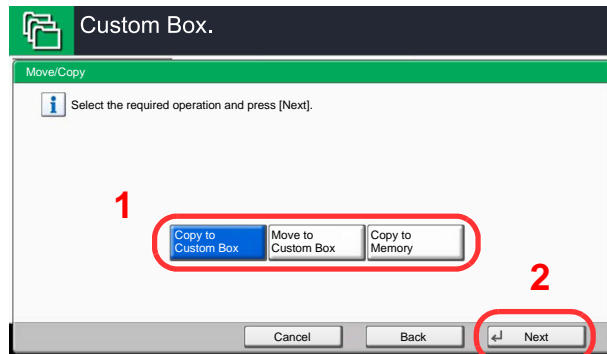 Custom Box.
Move/Copy
i Select the required operation and press [Next].
1
Copy to Custom Box
Move to Custom Box
Copy to Memory
2
Cancel Back Next